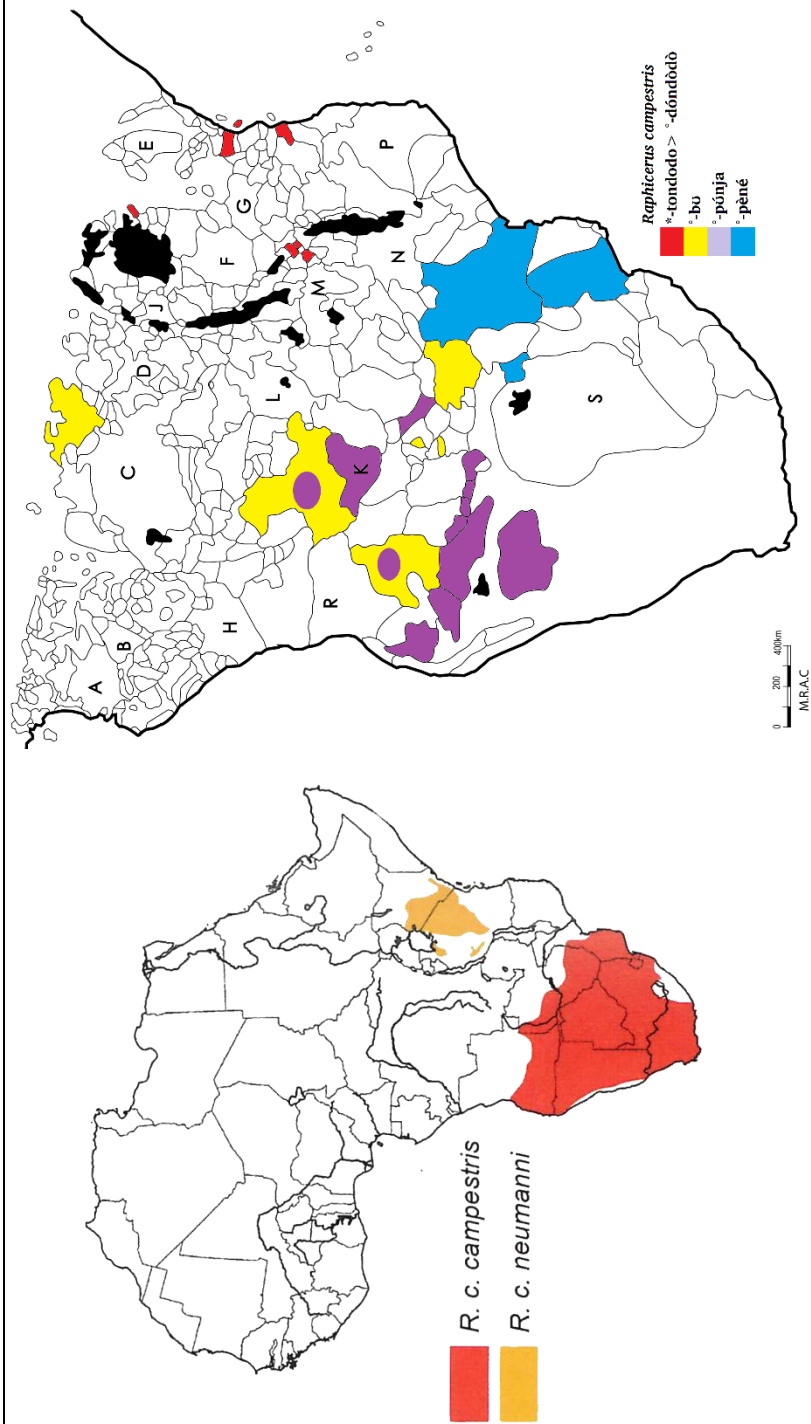 R. c. campestris
R. c. neumanni
A
B
C
D
E
J
F
G
H
L
M
R
K
N
P
S
0 200 400km
M.R.A.C
Raphicerus campestris
*-tondodo > °-dóndòdò
°-bʊ
°-púnja
°-pèné